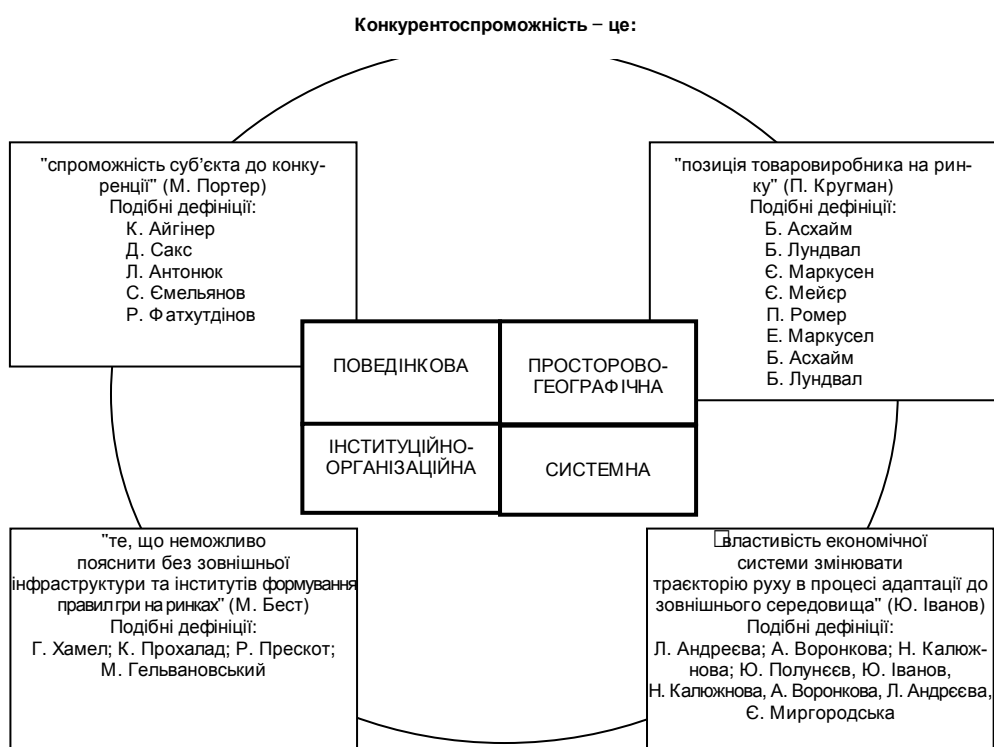 Конкурентоспроможність – це:
"спроможність суб’єкта до конку-
ренції" (М. Портер)
Подібні дефініції:
К. Айгінер
Д. Сакс
Л. Антонюк
С. Ємельянов
Р. Фатхутдінов
"позиція товаровиробника на рин-
ку" (П. Кругман)
Подібні дефініції:
Б. Асхайм
Б. Лундвал
Є. Маркусен
Є. Мейєр
П. Ромер
Е. Маркусел
Б. Асхайм
Б. Лундвал
ПОВЕДІНКОВА
ПРОСТОРОВО-
ГЕОГРАФІЧНА
ІНСТИТУЦІЙНО-
ОРГАНІЗАЦІЙНА
СИСТЕМНА
"те, що неможливо
пояснити без зовнішньої
інфраструктури та інститутів формування
правил гри на ринках" (М. Бест)
Подібні дефініції:
Г. Хамел; К. Прохалад; Р. Прескот;
М. Гельвановський
властивість економічної
системи змінювати
траєкторію руху в процесі адаптації до
зовнішнього середовища" (Ю. Іванов)
Подібні дефініції:
Л. Андреєва; А. Воронкова; Н. Калюж-
нова; Ю. Полунєєв, Ю. Іванов,
Н. Калюжнова, А. Воронкова, Л. Андрєєва,
Є. Миргородська